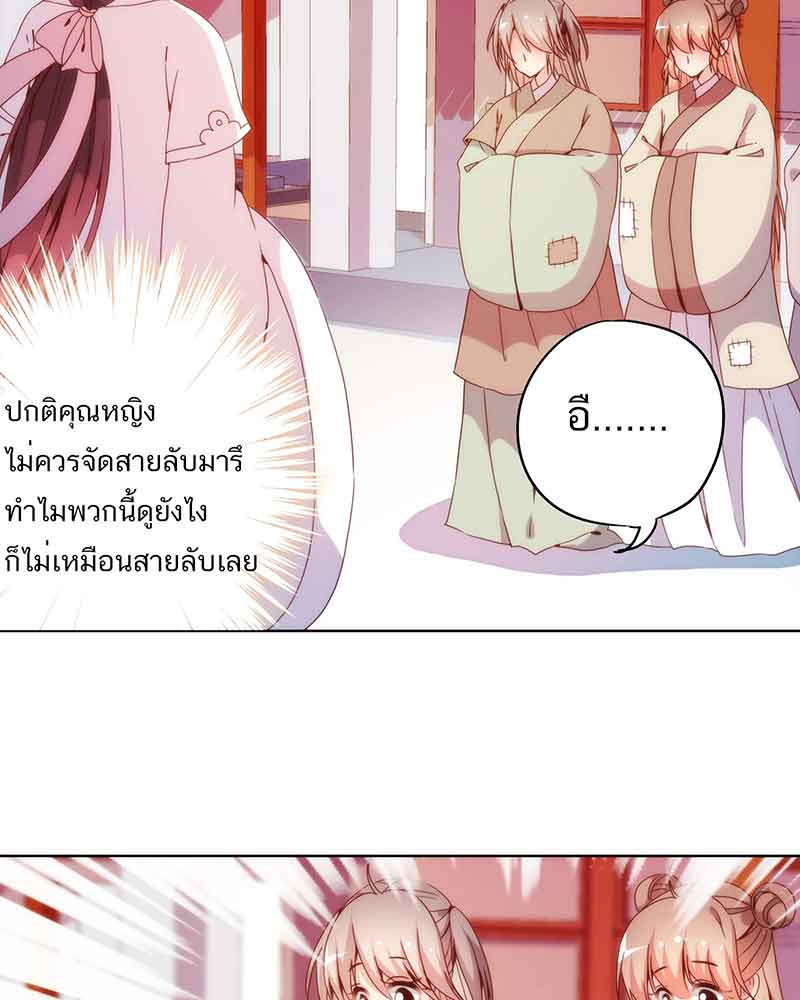 ปกติคุณหญิง
ไม่ควรจัดสายลับมารึ
ทำไมพวกนี้ดูยังไง
ก็ไม่เหมือนสายลับเลย
อื.......